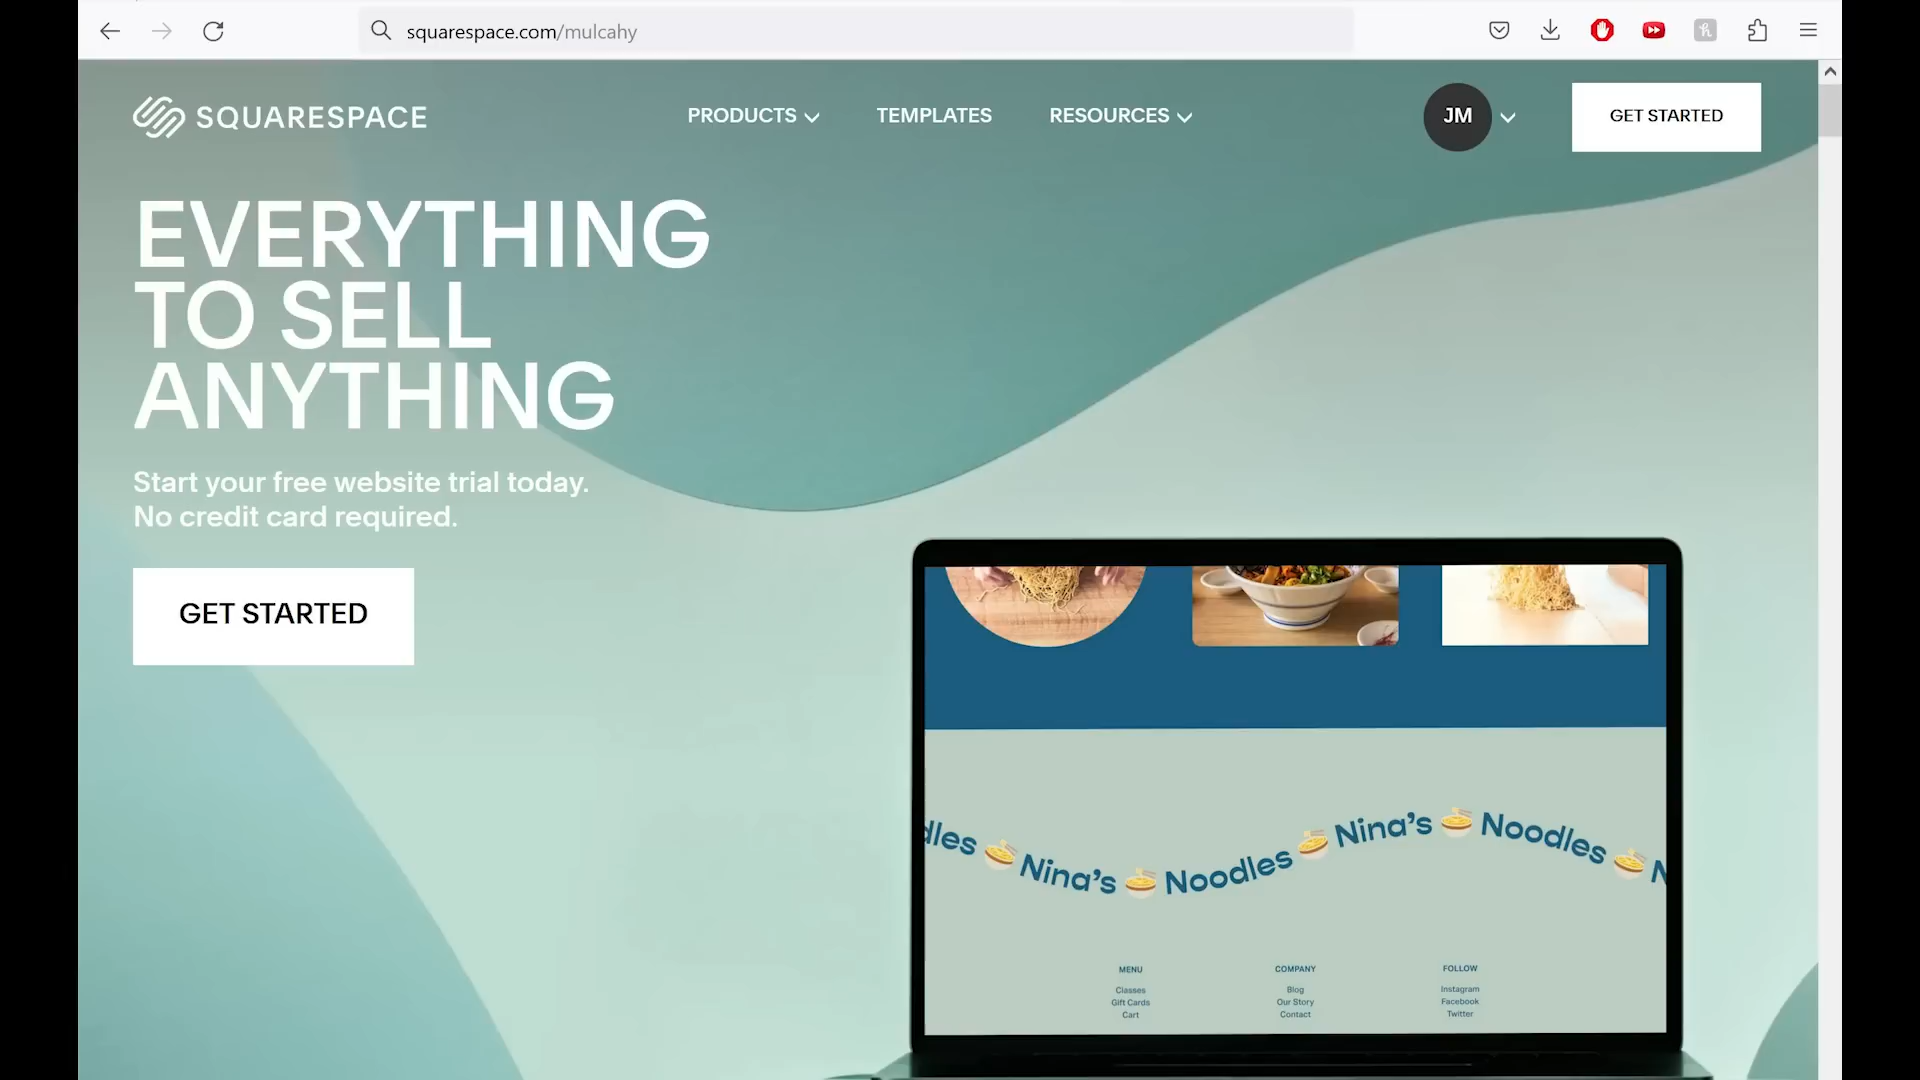 squarespace.com/mulcahy
SQUARESPACE
PRODUCTS
TEMPLATES
RESOURCES
JM
GET STARTED
EVERYTHING
TO SELL
ANYTHING
Start your free website trial today.
No credit card required.
GET STARTED
dles Nina's Noodles Nina's Noodles N
MENU
Classes
Gift Cards
Cart
COMPANY
Blog
Our Story
Contact
FOLLOW
Instagram
Facebook
Twitter